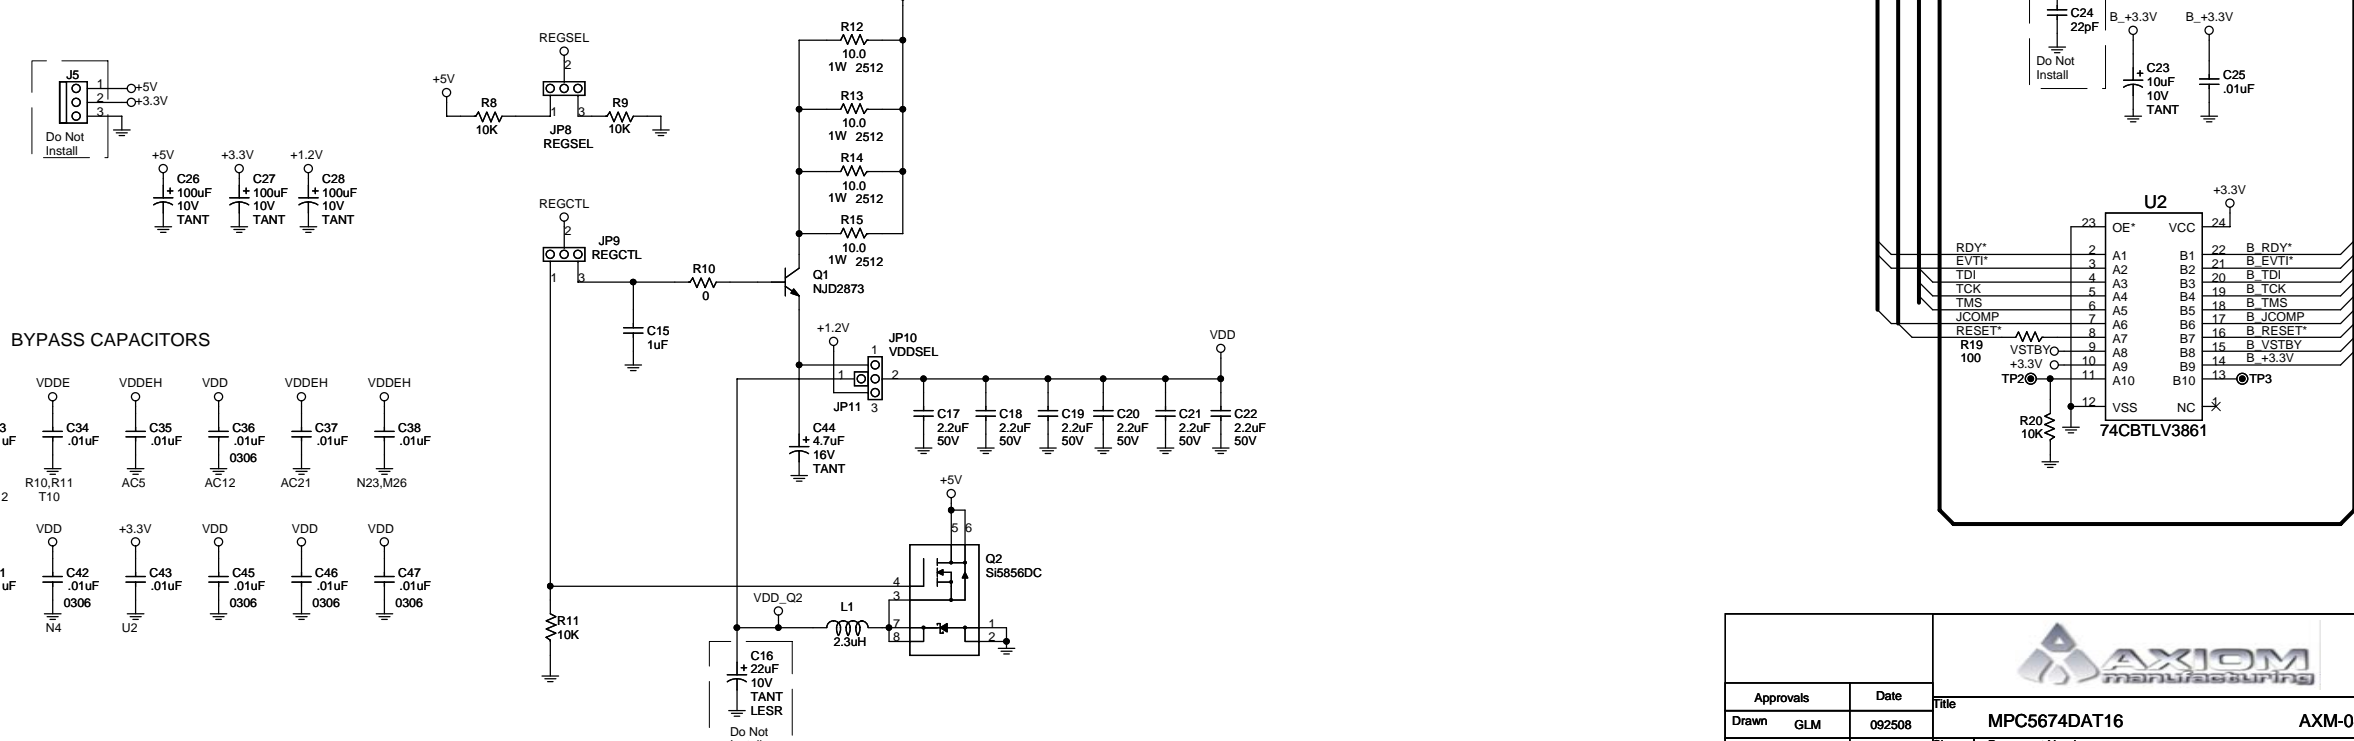 J5
1
2
3
+5V
+3.3V
Do Not
Install
+5V
C26
100uF
10V
TANT
+3.3V
C27
100uF
10V
TANT
+1.2V
C28
100uF
10V
TANT
REGSEL
2
+5V
R8
10K
1
3
JP8
REGSEL
R9
10K
R12
10.0
1W 2512
R13
10.0
1W 2512
R14
10.0
1W 2512
R15
10.0
1W 2512
REGCTL
2
JP9
REGCTL
1
3
R10
0
C15
1uF
Q1
NJD2873
+1.2V
JP10
VDDSEL
1
1
2
JP11
3
VDD
C44
4.7uF
16V
TANT
C17
2.2uF
50V
C18
2.2uF
50V
C19
2.2uF
50V
C20
2.2uF
50V
C21
2.2uF
50V
C22
2.2uF
50V
+5V
5
6
Q2
Si5856DC
4
3
7
8
1
2
VDD_Q2
L1
2.3uH
R11
10K
C16
22uF
10V
TANT
LESR
Do Not
BYPASS CAPACITORS
3
uF
2
VDDE
C34
.01uF
R10,R11
T10
VDDEH
C35
.01uF
AC5
VDD
C36
.01uF
0306
AC12
VDDEH
C37
.01uF
AC21
VDDEH
C38
.01uF
N23,M26
1
uF
VDD
C42
.01uF
0306
N4
+3.3V
C43
.01uF
U2
VDD
C45
.01uF
0306
VDD
C46
.01uF
0306
VDD
C47
.01uF
0306
C24
22pF
Do Not
Install
B_+3.3V
C23
10uF
10V
TANT
B_+3.3V
C25
.01uF
U2
+3.3V
23 OE* VCC 24
RDY* 2 A1 B1 22 B_RDY*
EVTI* 3 A2 B2 21 B_EVTI*
TDI 4 A3 B3 20 B_TDI
TCK 5 A4 B4 19 B_TCK
TMS 6 A5 B5 18 B_TMS
JCOMP 7 A6 B6 17 B_JCOMP
RESET* 8 A7 B7 16 B_RESET*
R19
100
VSTBY 9 A8 B8 15 B_VSTBY
+3.3V 10 A9 B9 14 B_+3.3V
TP2 11 A10 B10 13 TP3
12 VSS NC 1
R20
10K
74CBTLV3861
AXIOM
manufacturing
Approvals
Date
Title
Drawn GLM
092508
MPC5674DAT16
AXM-0